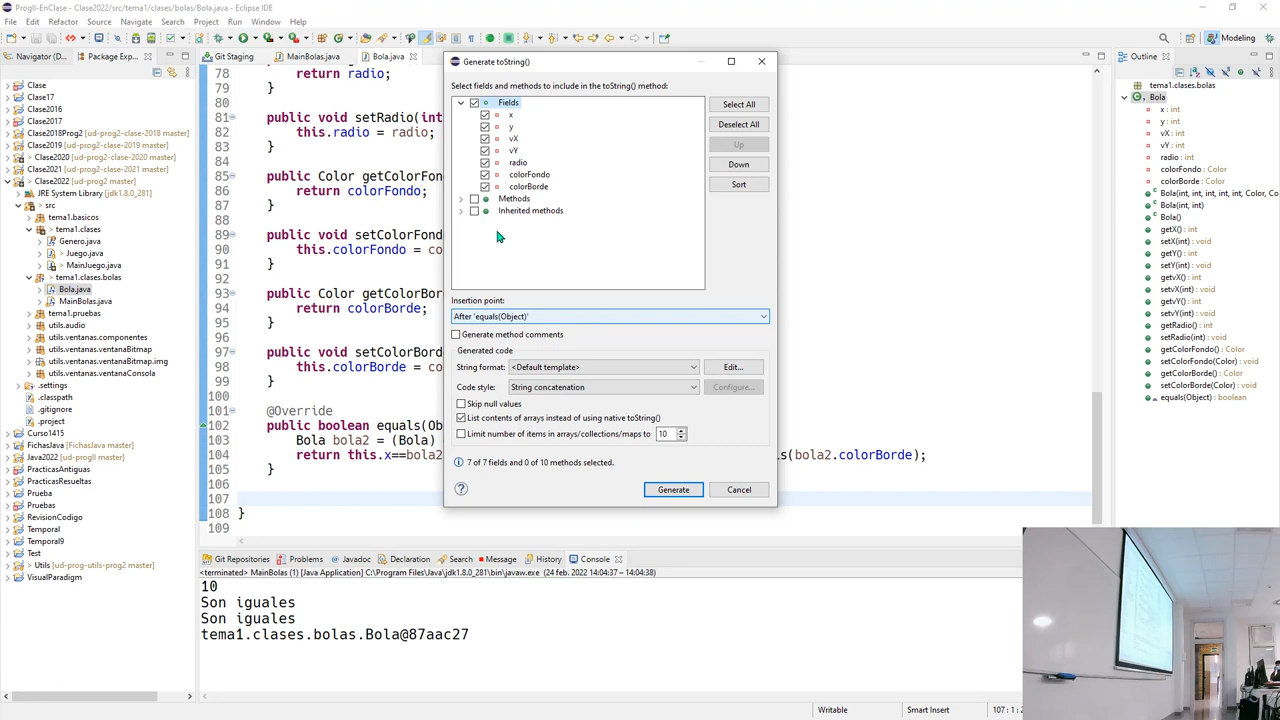 ProgII-EnClase - Clase2022/src/tema1/clases/bolas/Bola.java - Eclipse IDE
File Edit Refactor Source Navigate Search Project Run Window Help
Modeling
Navigator (D...
Package Exp...
Git Staging
MainBolas.java
Bola.java
Outline
Clase
Clase17
Clase2016
Clase2018Prog2 [ud-prog2-clase-2018 master]
Clase2019 [ud-prog2-clase-2019 master]
> Clase2020 [ud-prog2-clase-2020 master]
Clase2021 [ud-prog2-clase-2021 master]
> Clase2022 [ud-prog2 master]
JRE System Library [jdk1.8.0_281]
> src
tema1.basicos
> tema1.clases
Genero.java
> Juego.java
> MainJuego.java
> tema1.clases.bolas
Bola.java
MainBolas.java
tema1.pruebas
utils.audio
utils.ventanas.componentes
utils.ventanas.ventanaBitmap
utils.ventanas.ventanaBitmap.img
utils.ventanas.ventanaConsola
.settings
.classpath
.gitignore
.project
Curso1415
FichasJava [FichasJava master]
Java2022 [ud-progII master]
PracticasAntiguas
PracticasResueltas
Prueba
Pruebas
RevisionCodigo
Temporal
Temporal9
Test
> Utils [ud-prog-utils-prog2 master]
VisualParadigm
78 return radio;
79 }
80
81 public void setRadio(int
82 this.radio = radio;
83 }
84
85 public Color getColorFon
86 return colorFondo;
87 }
88
89 public void setColorFond
90 this.colorFondo = co
91 }
92
93 public Color getColorBor
94 return colorBorde;
95 }
96
97 public void setColorBord
98 this.colorBorde = co
99 }
100
101 @Override
102 public boolean equals(Ob
103 Bola bola2 = (Bola)
104 return this.x==bola2 s(bola2.colorBorde);
105 }
106
107
108 }
109
Generate toString()
Select fields and methods to include in the toString() method:
Fields
x
y
vX
vY
radio
colorFondo
colorBorde
Methods
Inherited methods
Select All
Deselect All
Up
Down
Sort
Insertion point:
After 'equals(Object)'
Generate method comments
Generated code
String format: <Default template> Edit...
Code style: String concatenation Configure...
Skip null values
List contents of arrays instead of using native toString()
Limit number of items in arrays/collections/maps to 10
7 of 7 fields and 0 of 10 methods selected.
? Generate Cancel
tema1.clases.bolas
Bola
x : int
y : int
vX : int
vY : int
radio : int
colorFondo : Color
colorBorde : Color
Bola(int, int, int, int, int, Color, Co
Bola(int, int)
Bola()
getX() : int
setX(int) : void
getY() : int
setY(int) : void
getvX() : int
setvX(int) : void
getvY() : int
setvY(int) : void
getRadio() : int
setRadio(int) : void
getColorFondo() : Color
setColorFondo(Color) : void
getColorBorde() : Color
setColorBorde(Color) : void
equals(Object) : boolean
Git Repositories Problems Javadoc Declaration Search Message History Console
<terminated> MainBolas (1) [Java Application] C:\Program Files\Java\jdk1.8.0_281\bin\javaw.exe (24 feb. 2022 14:04:37 – 14:04:38)
10
Son iguales
Son iguales
tema1.clases.bolas.Bola@87aac27
Writable Smart Insert